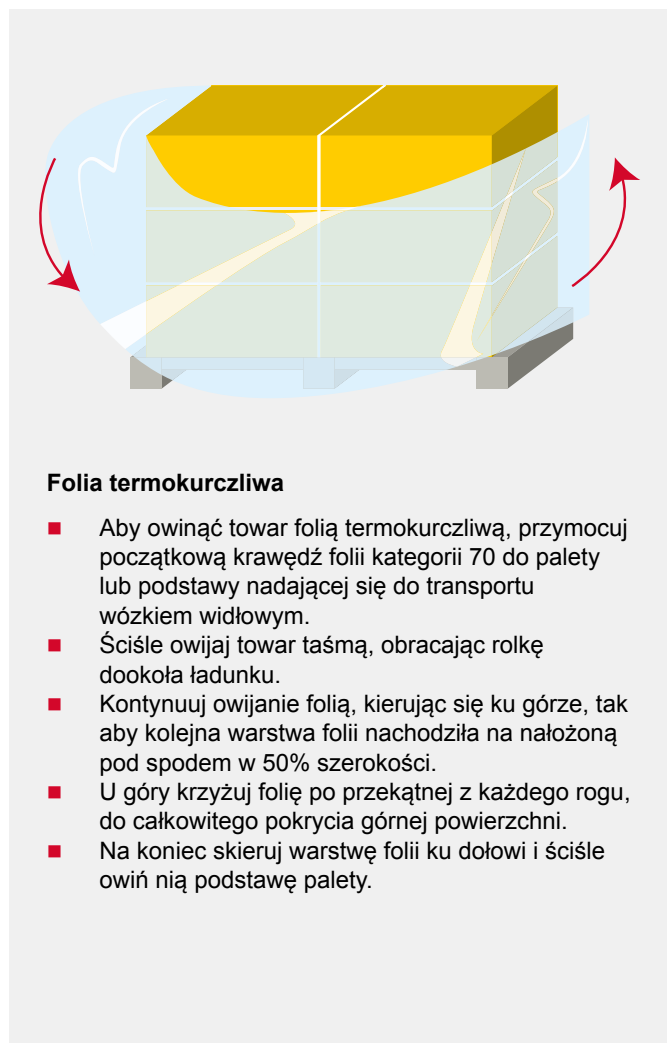 Folia termokurczliwa
Aby owinąć towar folią termokurczliwą, przymocuj
początkową krawędź folii kategorii 70 do palety
lub podstawy nadającej się do transportu
wózkiem widłowym.
Ściśle owijaj towar taśmą, obracając rolkę
dookoła ładunku.
Kontynuuj owijanie folią, kierując się ku górze, tak
aby kolejna warstwa folii nachodziła na nałożoną
pod spodem w 50% szerokości.
U góry krzyżuj folię po przekątnej z każdego rogu,
do całkowitego pokrycia górnej powierzchni.
Na koniec skieruj warstwę folii ku dołowi i ściśle
owiń nią podstawę palety.